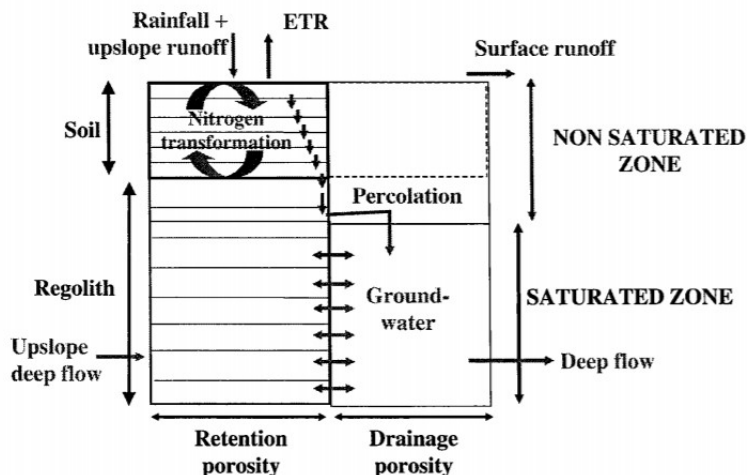 Rainfall +
upslope runoff
ETR
Surface runoff
Soil
Nitrogen
transformation
NON SATURATED
ZONE
Percolation
Regolith
Ground-
water
SATURATED ZONE
Upslope
deep flow
Deep flow
Retention
porosity
Drainage
porosity